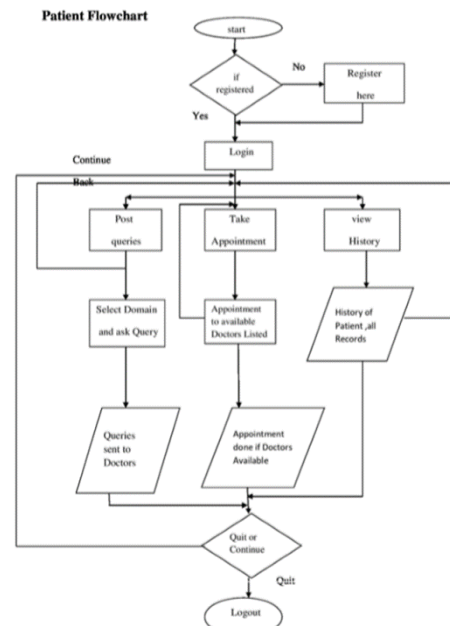 Patient Flowchart
start
if
registered
No
Register
here
Yes
Login
Continue
Back
Post
queries
Take
Appointment
view
History
Select Domain
and ask Query
Appointment
to available
Doctors Listed
History of
Patient ,all
Records
Queries
sent to
Doctors
Appointment
done if Doctors
Available
Quit or
Continue
Quit
Logout